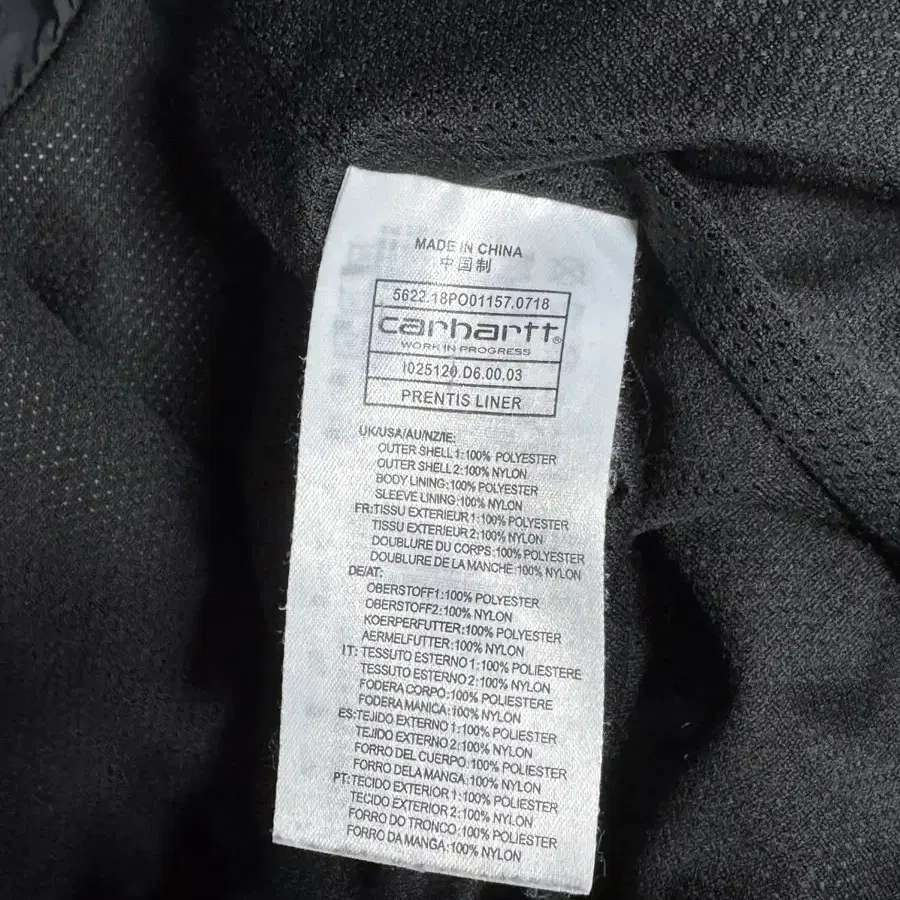 MADE IN CHINA
中国制
5622.18PO01157.0718
carhartt®
WORK IN PROGRESS
I025120.D6.00.03
PRENTIS LINER
UK/USA/AU/NZ/IE:
OUTER SHELL 1:100% POLYESTER
OUTER SHELL 2:100% NYLON
BODY LINING:100% POLYESTER
SLEEVE LINING:100% NYLON
FR:TISSU EXTERIEUR 1:100% POLYESTER
TISSU EXTERIEUR 2:100% NYLON
DOUBLURE DU CORPS:100% POLYESTER
DOUBLURE DE LA MANCHE:100% NYLON
DE/AT:
OBERSTOFF1:100% POLYESTER
OBERSTOFF2:100% NYLON
KOERPERFUTTER:100% POLYESTER
AERMELFUTTER:100% NYLON
IT: TESSUTO ESTERNO 1:100% POLIESTERE
TESSUTO ESTERNO 2:100% NYLON
FODERA CORPO:100% POLIESTERE
FODERA MANICA:100% NYLON
ES:TEJIDO EXTERNO 1:100% POLIESTER
TEJIDO EXTERNO 2:100% NYLON
FORRO DEL CUERPO:100% POLIESTER
FORRO DELA MANGA:100% NYLON
PT:TECIDO EXTERIOR 1:100% POLIESTER
TECIDO EXTERIOR 2:100% NYLON
FORRO DO TRONCO:100% POLIESTER
FORRO DA MANGA:100% NYLON